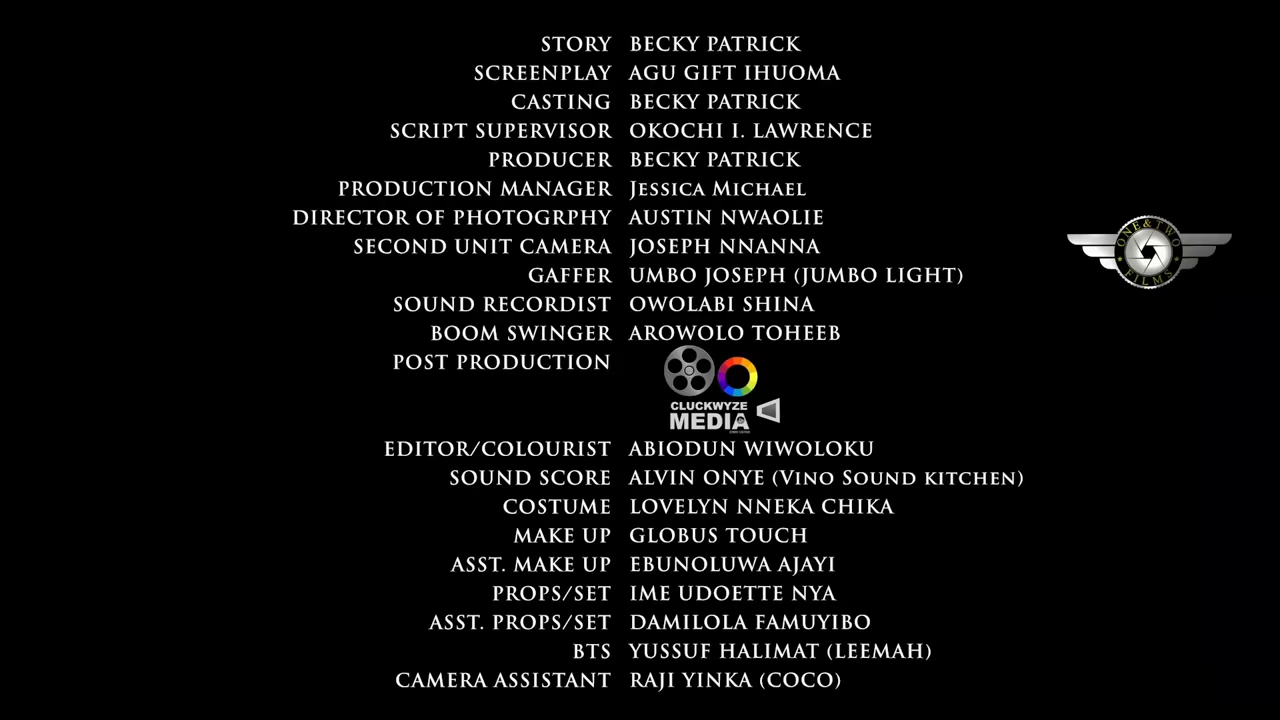 STORY BECKY PATRICK
SCREENPLAY AGU GIFT IHUOMA
CASTING BECKY PATRICK
SCRIPT SUPERVISOR OKOCHI I. LAWRENCE
PRODUCER BECKY PATRICK
PRODUCTION MANAGER JESSICA MICHAEL
DIRECTOR OF PHOTOGRPHY AUSTIN NWAOLIE
SECOND UNIT CAMERA JOSEPH NNANNA
GAFFER UMBO JOSEPH (JUMBO LIGHT)
SOUND RECORDIST OWOLABI SHINA
BOOM SWINGER AROWOLO TOHEEB
POST PRODUCTION
CLUCKWYZE
MEDIA
EDITOR/COLOURIST ABIODUN WIWOLOKU
SOUND SCORE ALVIN ONYE (VINO SOUND KITCHEN)
COSTUME LOVELYN NNEKA CHIKA
MAKE UP GLOBUS TOUCH
ASST. MAKE UP EBUNOLUWA AJAYI
PROPS/SET IME UDOETTE NYA
ASST. PROPS/SET DAMILOLA FAMUYIBO
BTS YUSSUF HALIMAT (LEEMAH)
CAMERA ASSISTANT RAJI YINKA (COCO)
ONE&TWO
FILMS